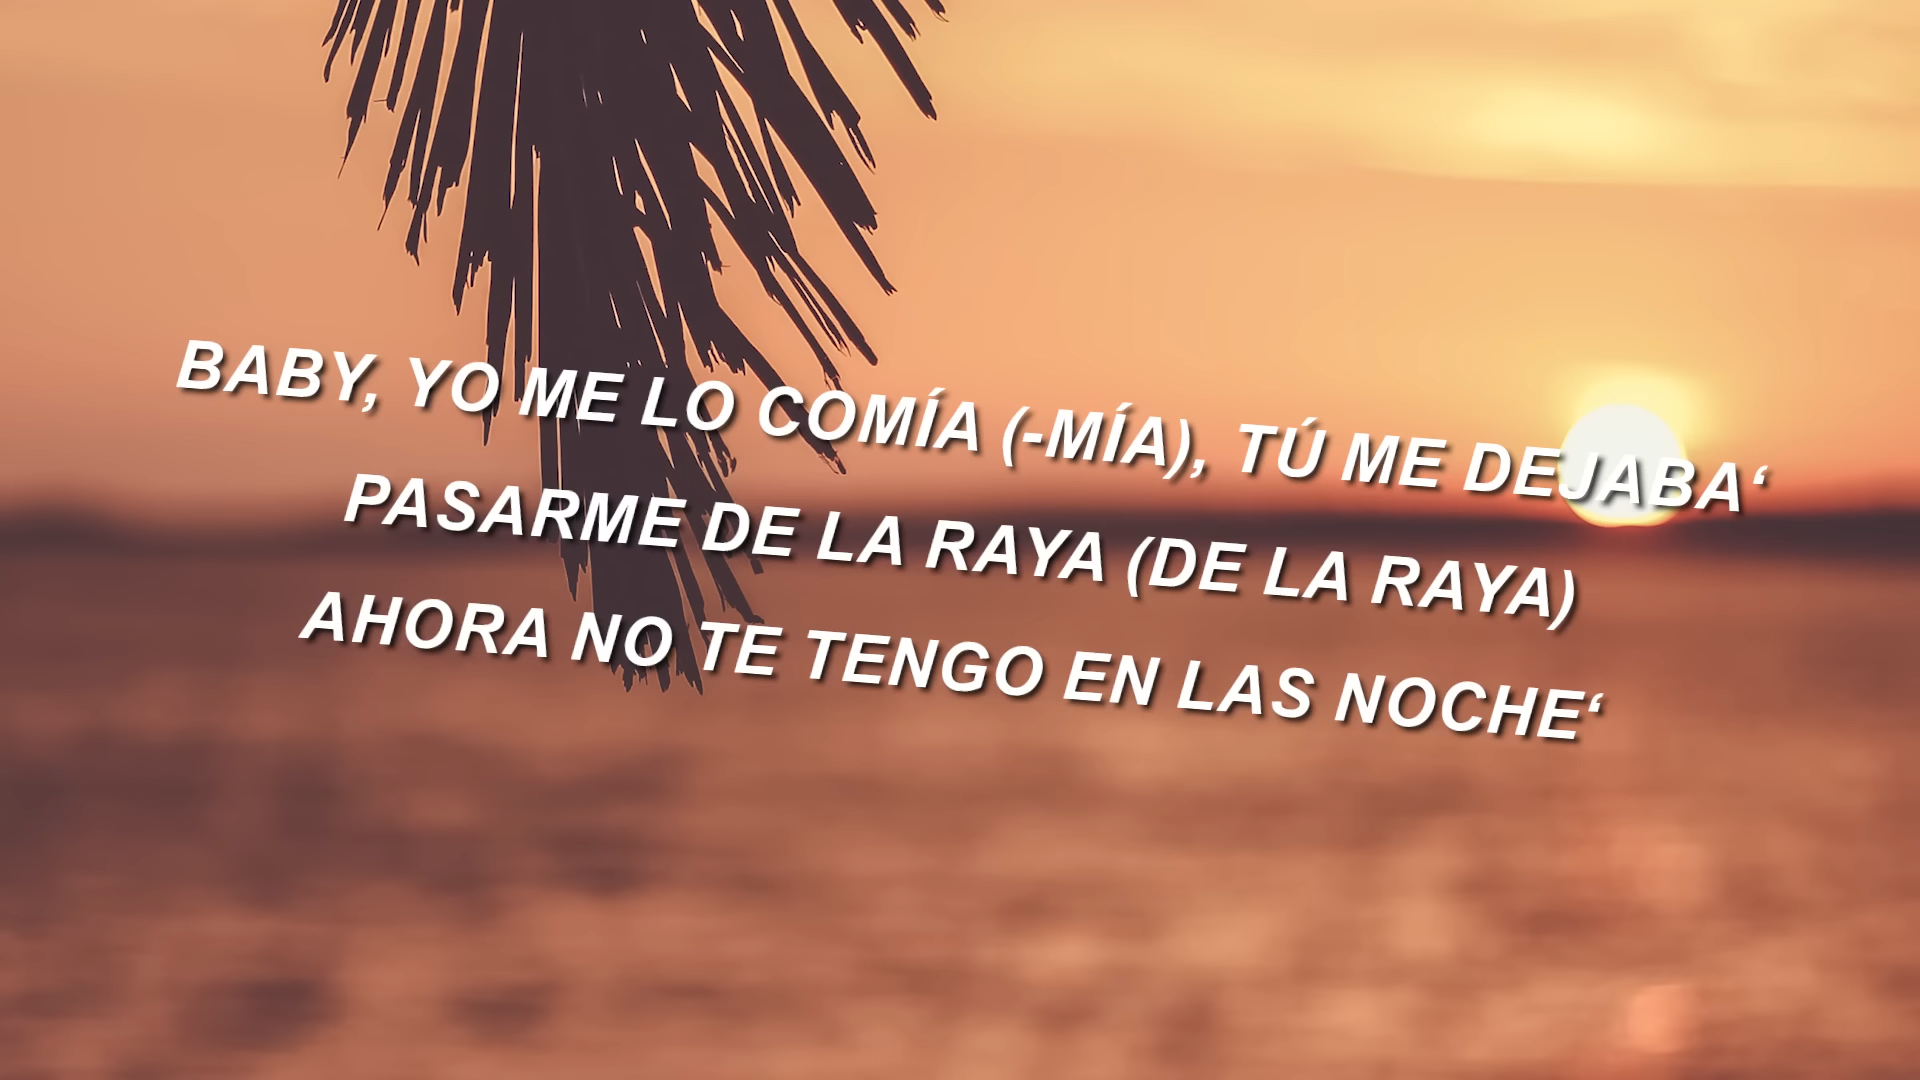 BABY, YO ME LO COMÍA (-MÍA), TÚ ME DEJABA‘
PASARME DE LA RAYA (DE LA RAYA)
AHORA NO TE TENGO EN LAS NOCHE‘